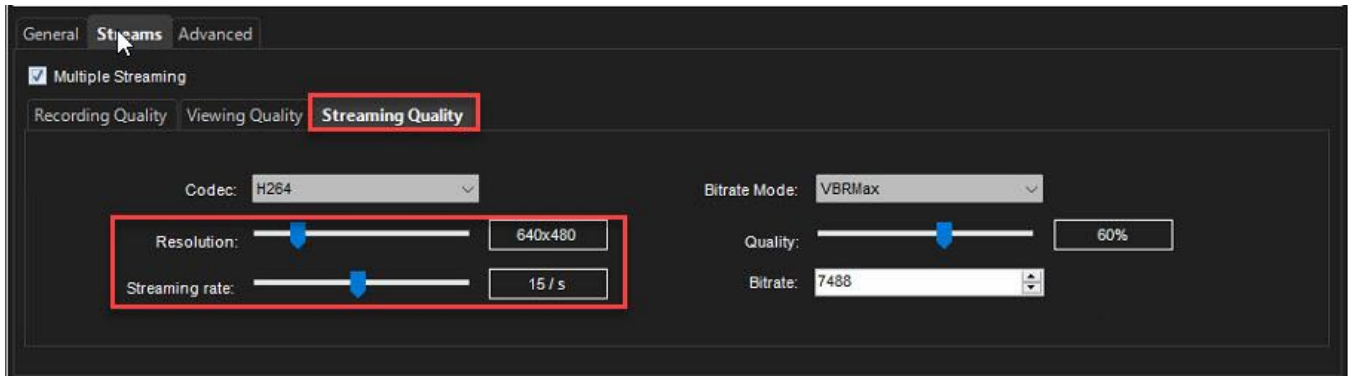 General Streams Advanced
Multiple Streaming
Recording Quality Viewing Quality Streaming Quality
Codec: H264 Bitrate Mode: VBRMax
Resolution: 640x480 Quality: 60%
Streaming rate: 15 / s Bitrate: 7488